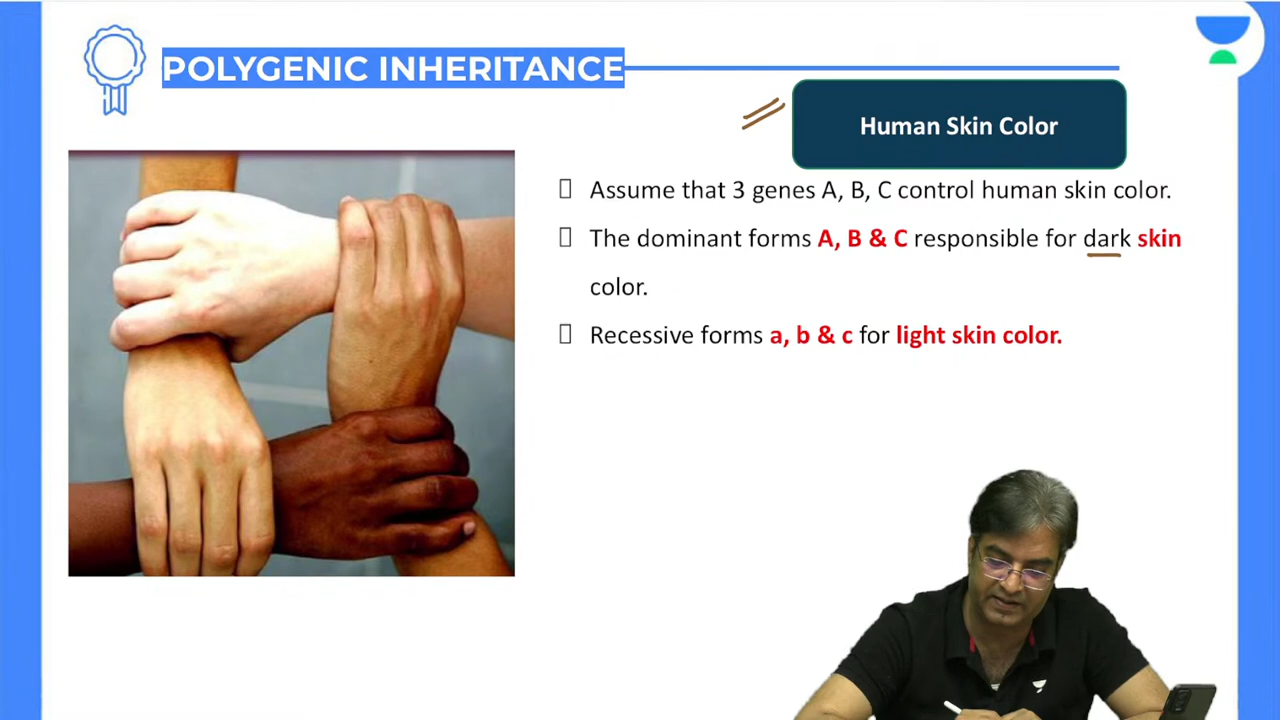 POLYGENIC INHERITANCE
Human Skin Color
Assume that 3 genes A, B, C control human skin color.
The dominant forms A, B & C responsible for dark skin
color.
Recessive forms a, b & c for light skin color.